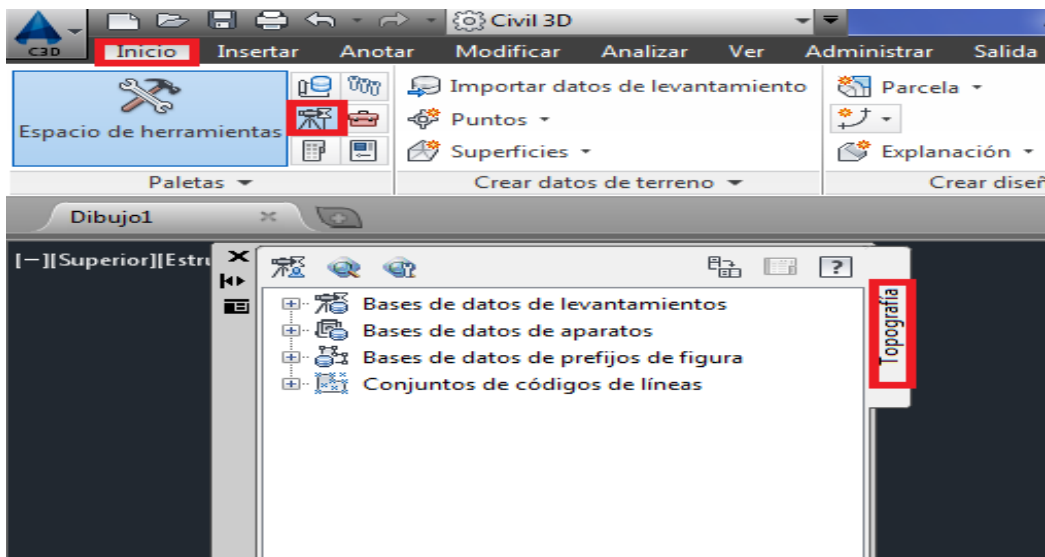 Civil 3D
C3D
Inicio Insertar Anotar Modificar Analizar Ver Administrar Salida
Importar datos de levantamiento Parcela
Espacio de herramientas Puntos
Superficies Explanación
Paletas Crear datos de terreno Crear diseñ
Dibujo1
[−][Superior][Estru
Bases de datos de levantamientos
Bases de datos de aparatos
Bases de datos de prefijos de figura
Conjuntos de códigos de líneas
Topografía